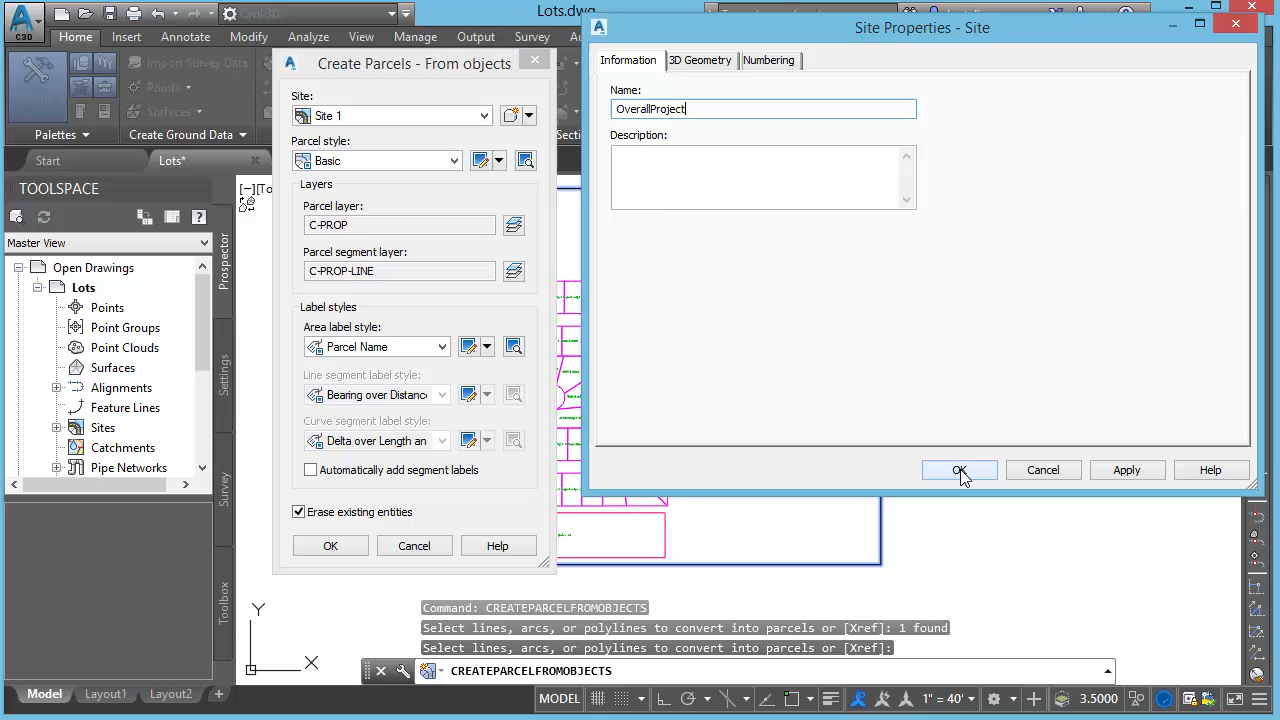 Civil 3D
Lots.dwg
C3D
Home Insert Annotate Modify Analyze View Manage Output Survey
Import Survey Data
Points
Surfaces
Palettes
Create Ground Data
Start
Lots*
TOOLSPACE
Master View
Open Drawings
Lots
Points
Point Groups
Point Clouds
Surfaces
Alignments
Feature Lines
Sites
Catchments
Pipe Networks
Prospector
Settings
Survey
Toolbox
Create Parcels - From objects
Site:
Site 1
Parcel style:
Basic
Layers
Parcel layer:
C-PROP
Parcel segment layer:
C-PROP-LINE
Label styles
Area label style:
Parcel Name
Line segment label style:
Bearing over Distance
Curve segment label style:
Delta over Length an
Automatically add segment labels
Erase existing entities
OK Cancel Help
Site Properties - Site
Information 3D Geometry Numbering
Name:
OverallProject
Description:
OK Cancel Apply Help
[−][To
Y
X
Command: CREATEPARCELFROMOBJECTS
Select lines, arcs, or polylines to convert into parcels or [Xref]: 1 found
Select lines, arcs, or polylines to convert into parcels or [Xref]:
CREATEPARCELFROMOBJECTS
Model Layout1 Layout2 +
MODEL
1" = 40'
3.5000